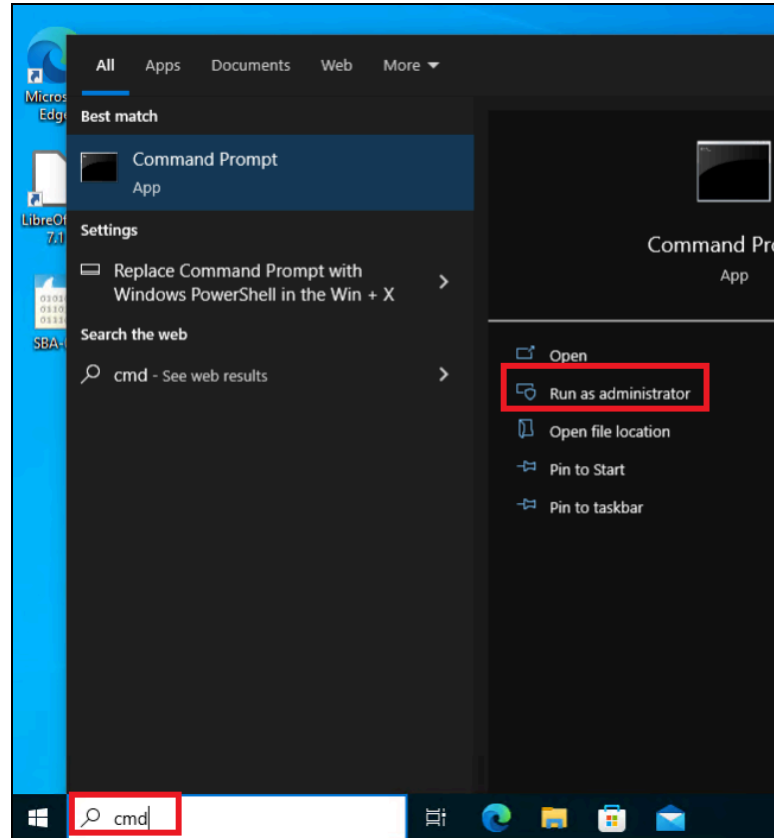 Micros
Edge
LibreOf
7.1
SBA-
All Apps Documents Web More
Best match
Command Prompt
App
Settings
Replace Command Prompt with
Windows PowerShell in the Win + X
Search the web
cmd - See web results
Command Pro
App
Open
Run as administrator
Open file location
Pin to Start
Pin to taskbar
cmd